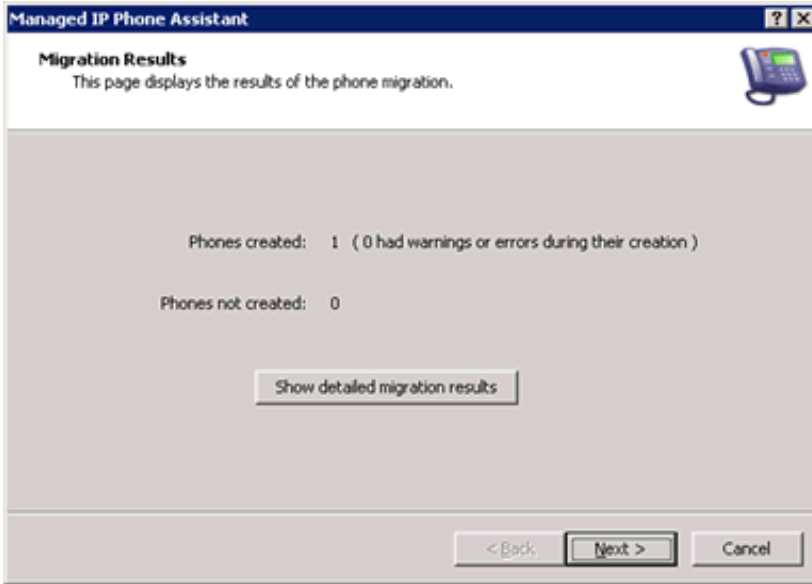 Managed IP Phone Assistant
Migration Results
This page displays the results of the phone migration.
Phones created: 1 ( 0 had warnings or errors during their creation )
Phones not created: 0
Show detailed migration results
< Back Next > Cancel